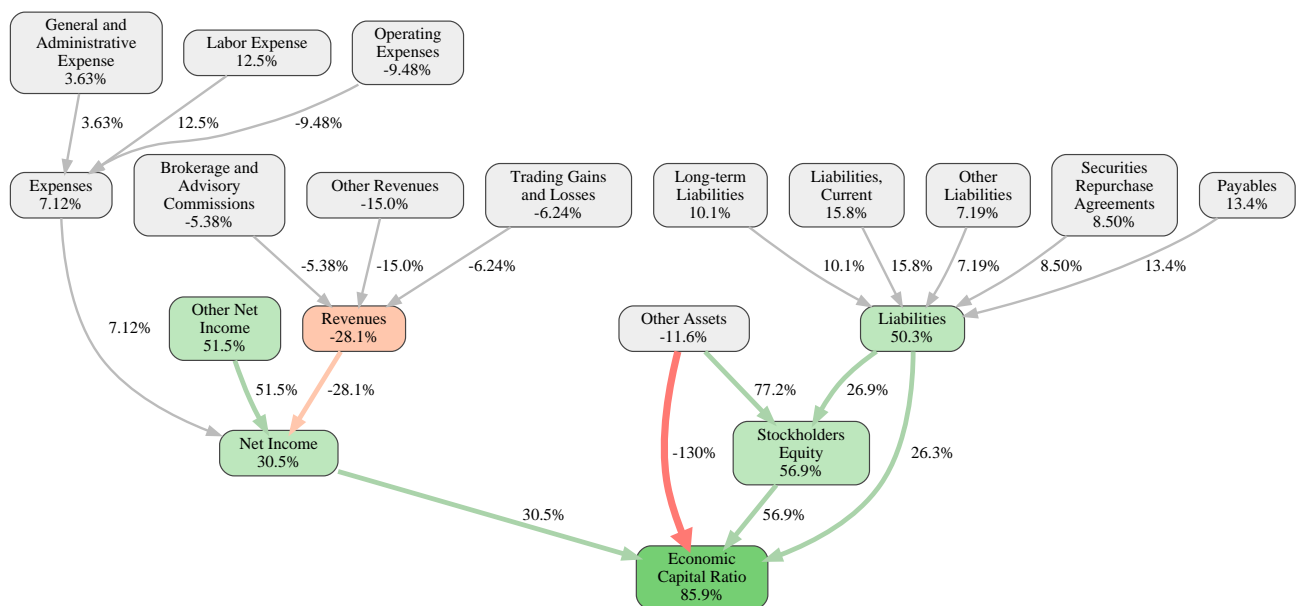 General and
Administrative
Expense
3.63%
Labor Expense
12.5%
Operating
Expenses
-9.48%
3.63%
12.5%
-9.48%
Expenses
7.12%
Brokerage and
Advisory
Commissions
-5.38%
Other Revenues
-15.0%
Trading Gains
and Losses
-6.24%
Long-term
Liabilities
10.1%
Liabilities,
Current
15.8%
Other
Liabilities
7.19%
Securities
Repurchase
Agreements
8.50%
Payables
13.4%
-5.38%
-15.0%
-6.24%
10.1%
15.8%
7.19%
8.50%
13.4%
7.12%
Other Net
Income
51.5%
Revenues
-28.1%
Other Assets
-11.6%
Liabilities
50.3%
51.5%
-28.1%
77.2%
26.9%
Net Income
30.5%
-130%
Stockholders
Equity
56.9%
26.3%
30.5%
56.9%
Economic
Capital Ratio
85.9%